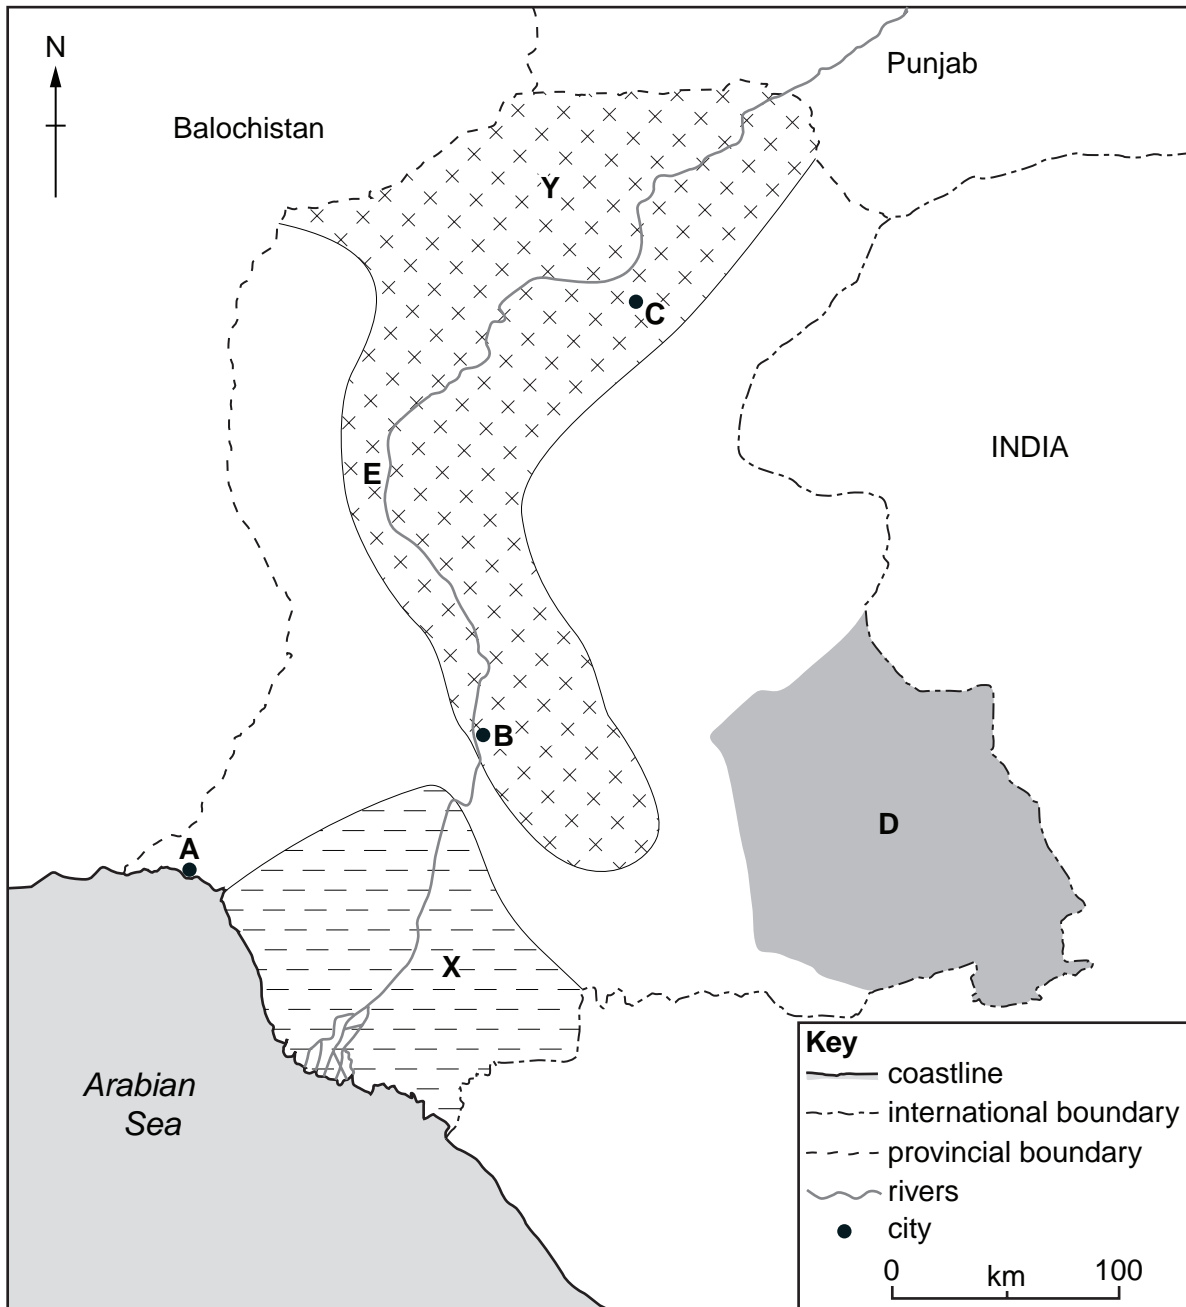 N
Punjab
Balochistan
Y
C
INDIA
E
B
D
A
X
Arabian
Sea
Key
coastline
international boundary
provincial boundary
rivers
city
0 km 100